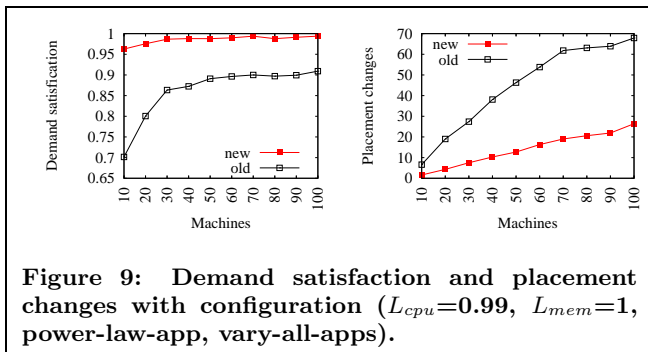 1
0.95
0.9
0.85
0.8
0.75
0.7
0.65
Demand satisfication
new
old
10 20 30 40 50 60 70 80 90 100
Machines
70
60
50
40
30
20
10
0
Placement changes
new
old
10 20 30 40 50 60 70 80 90 100
Machines
Figure 9: Demand satisfaction and placement
changes with configuration (L_cpu=0.99, L_mem=1,
power-law-app, vary-all-apps).